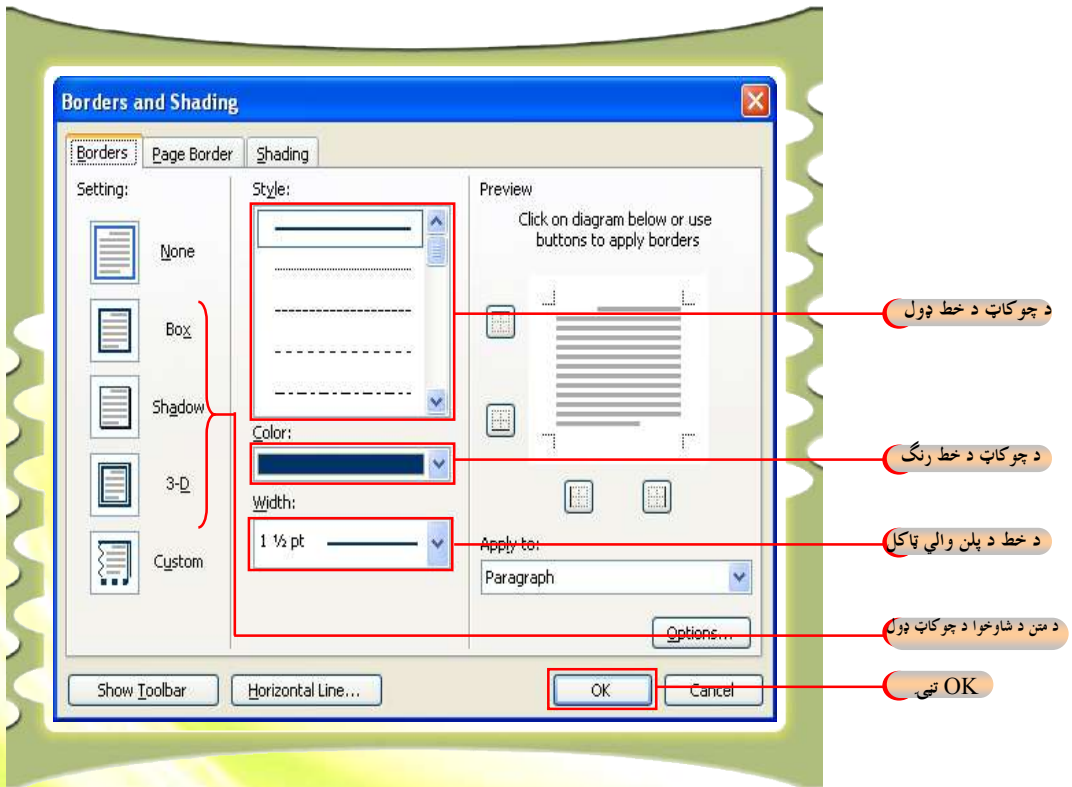 Borders and Shading
Borders
Page Border
Shading
Setting:
None
Box
Shadow
3-D
Custom
Style:
Color:
Width:
1 ½ pt
Preview
Click on diagram below or use
buttons to apply borders
Apply to:
Paragraph
Options...
Show Toolbar
Horizontal Line...
OK
Cancel
د چوکاټ د خط ډول
د چوکاټ د خط رنګ
د خط د پلن والي ټاکل
د متن د شاوخوا د چوکاټ ډول
OK تڼۍ